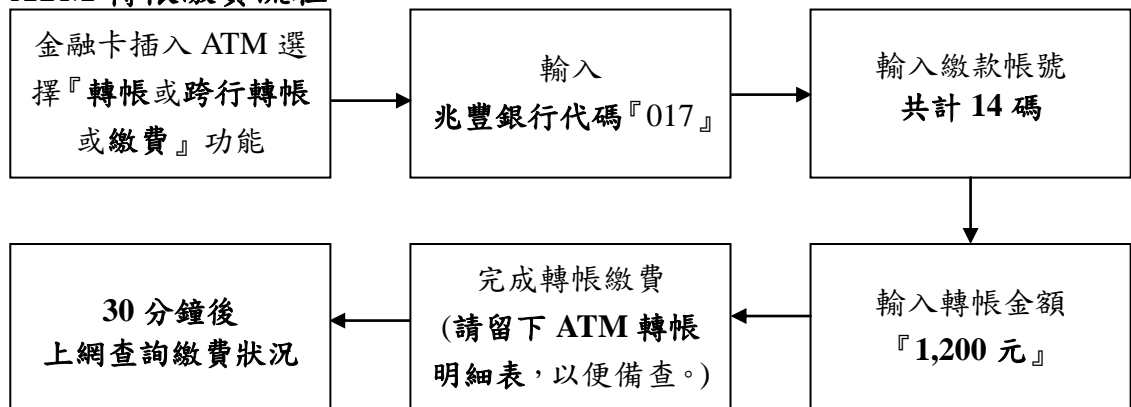 金融卡插入 ATM 選
擇『轉帳或跨行轉帳
或繳費』功能
輸入
兆豐銀行代碼『017』
輸入繳款帳號
共計 14 碼
輸入轉帳金額
『1,200 元』
完成轉帳繳費
(請留下 ATM 轉帳
明細表，以便備查。)
30 分鐘後
上網查詢繳費狀況